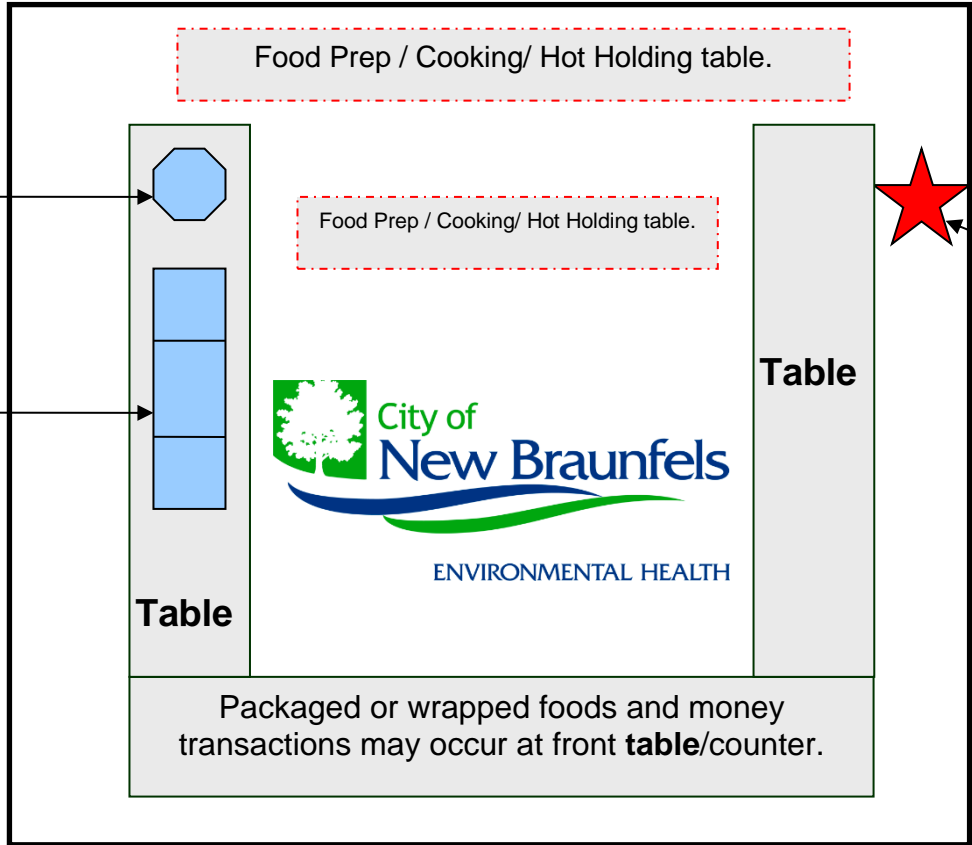 Food Prep / Cooking/ Hot Holding table.
Food Prep / Cooking/ Hot Holding table.
Table
City of
New Braunfels
ENVIRONMENTAL HEALTH
Table
Packaged or wrapped foods and money
transactions may occur at front table/counter.